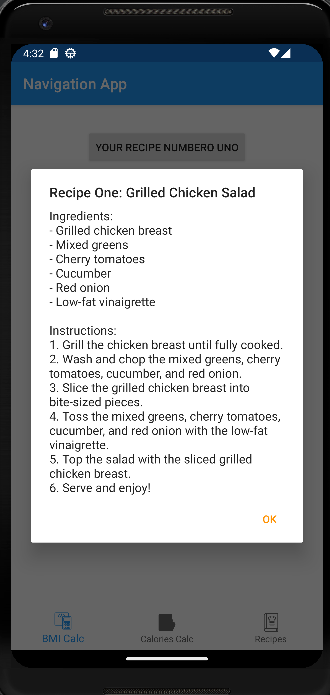 4:32
Navigation App
YOUR RECIPE NUMBERO UNO
Recipe One: Grilled Chicken Salad
Ingredients:
- Grilled chicken breast
- Mixed greens
- Cherry tomatoes
- Cucumber
- Red onion
- Low-fat vinaigrette
Instructions:
1. Grill the chicken breast until fully cooked.
2. Wash and chop the mixed greens, cherry
tomatoes, cucumber, and red onion.
3. Slice the grilled chicken breast into
bite-sized pieces.
4. Toss the mixed greens, cherry tomatoes,
cucumber, and red onion with the low-fat
vinaigrette.
5. Top the salad with the sliced grilled
chicken breast.
6. Serve and enjoy!
OK
BMI Calc
Calories Calc
Recipes